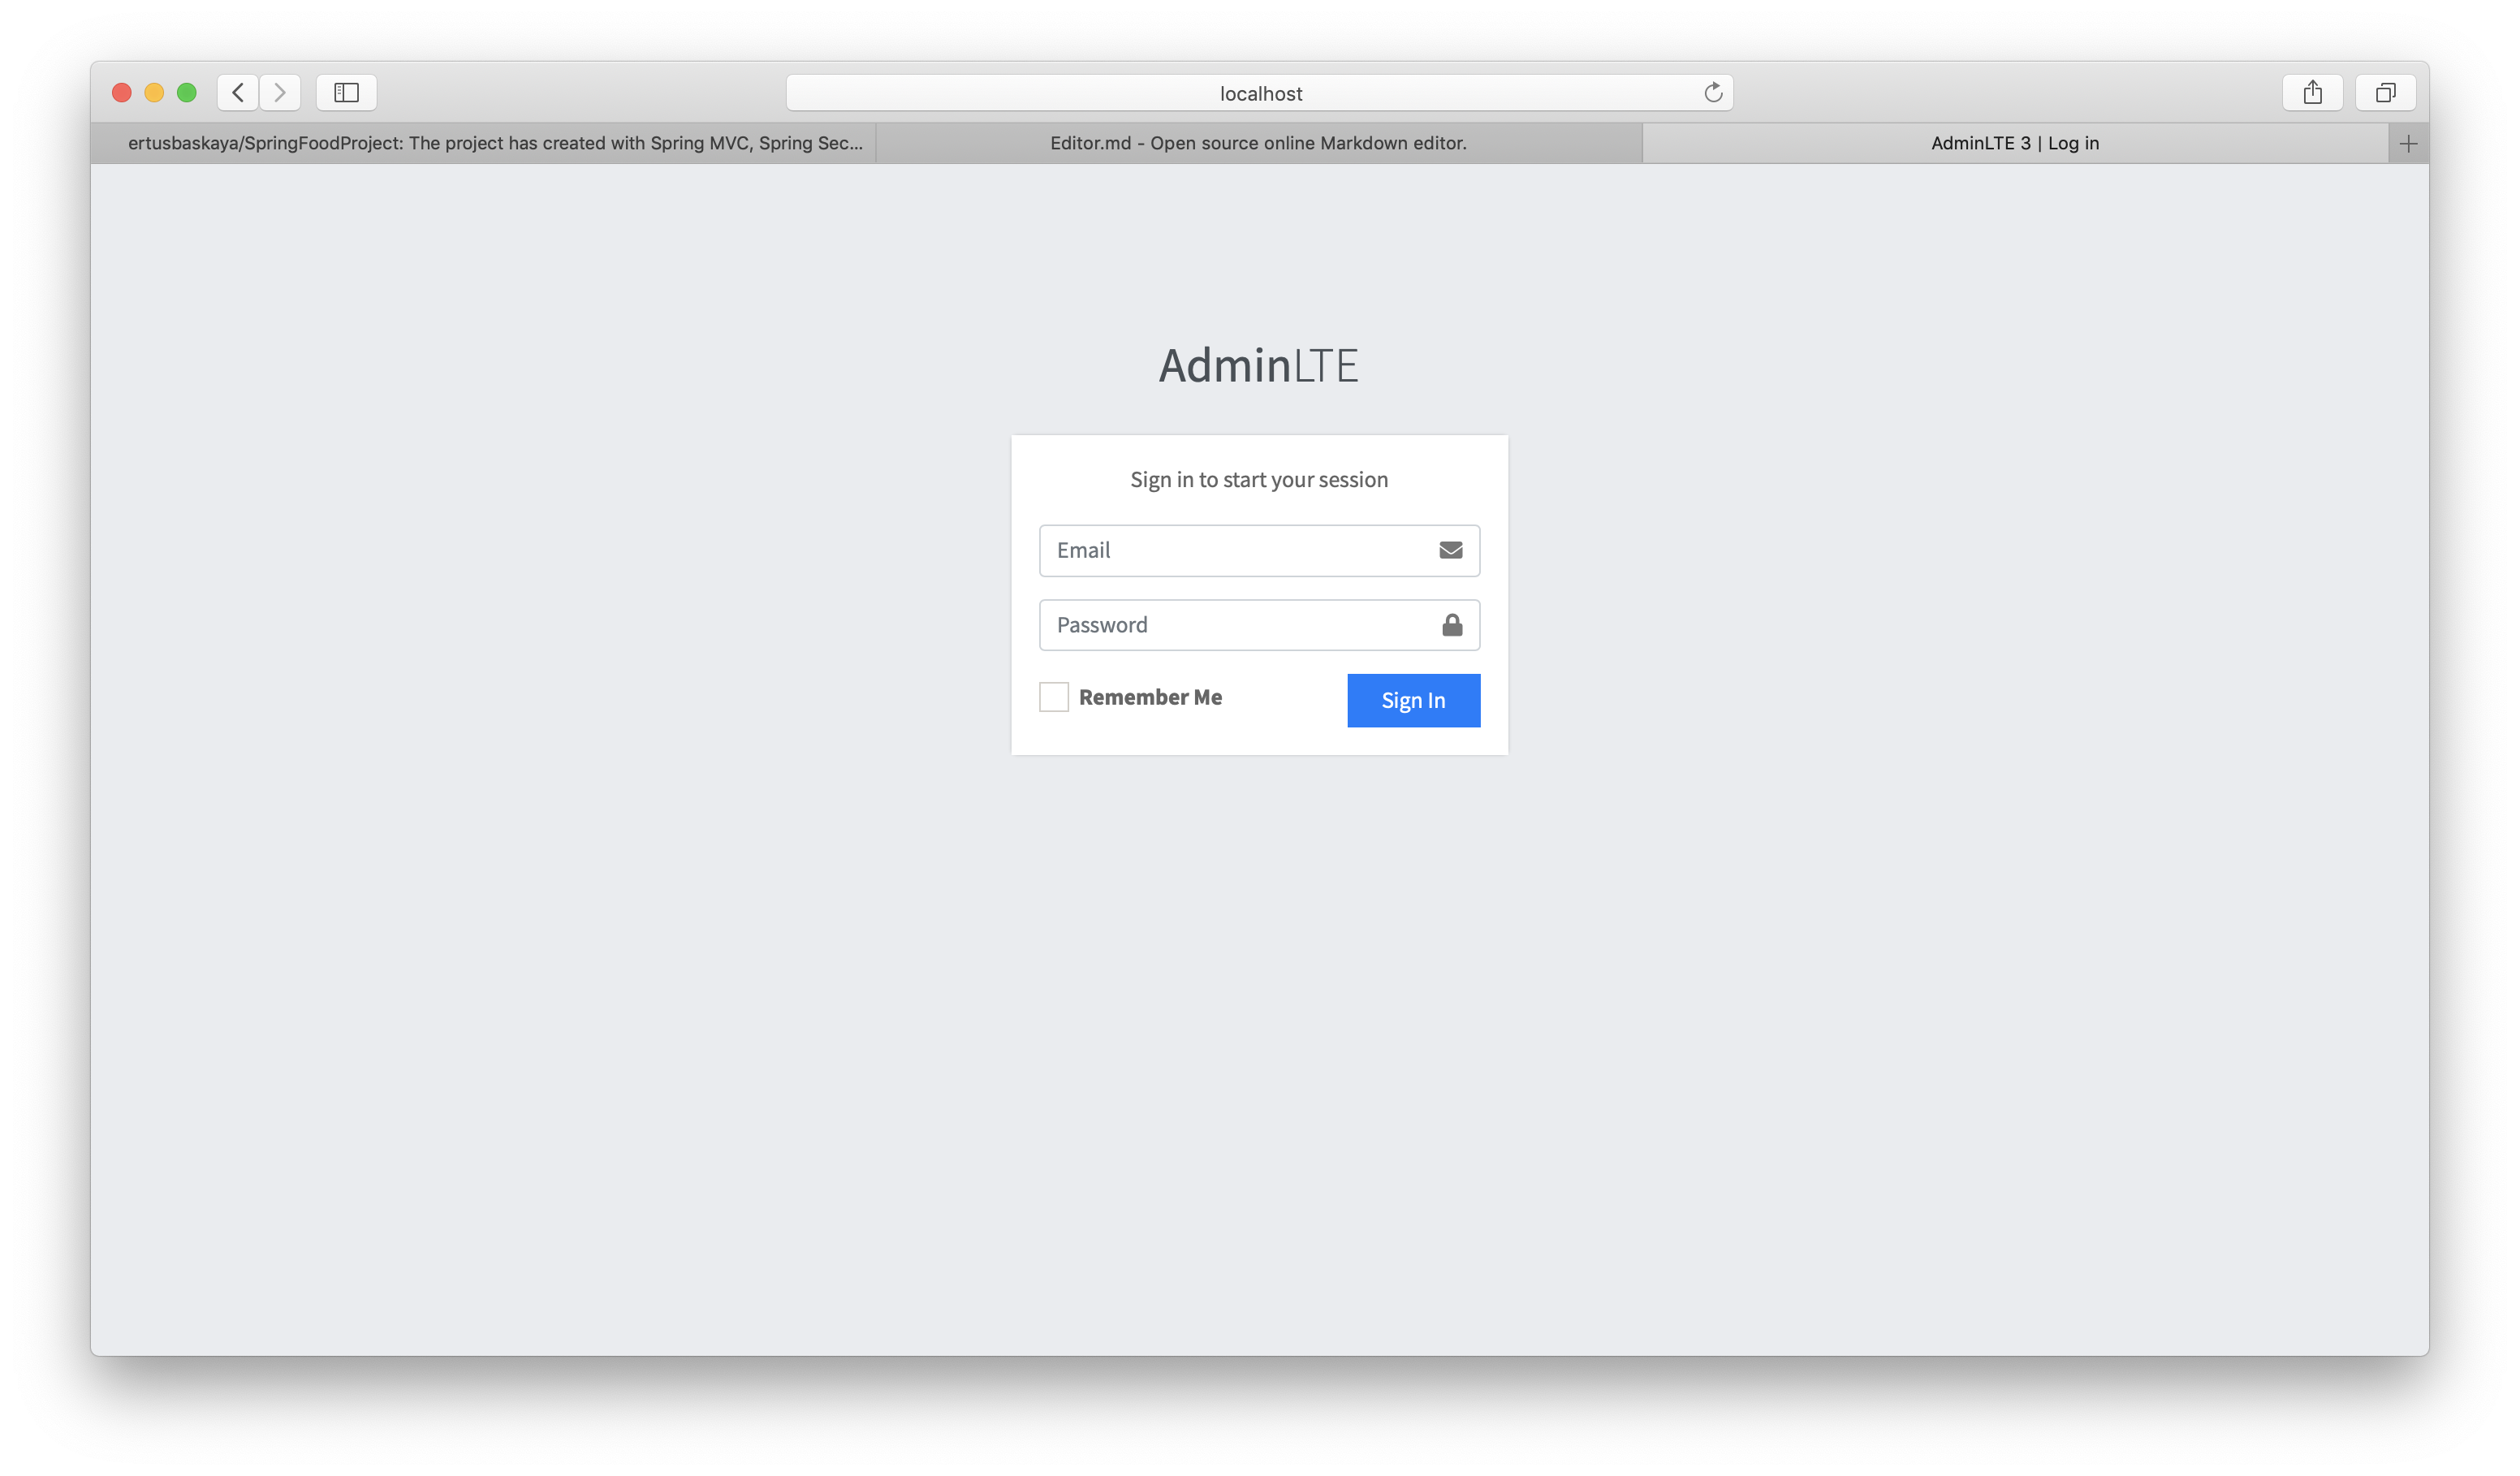 localhost
ertusbaskaya/SpringFoodProject: The project has created with Spring MVC, Spring Sec...
Editor.md - Open source online Markdown editor.
AdminLTE 3 | Log in
AdminLTE
Sign in to start your session
Email
Password
Remember Me
Sign In